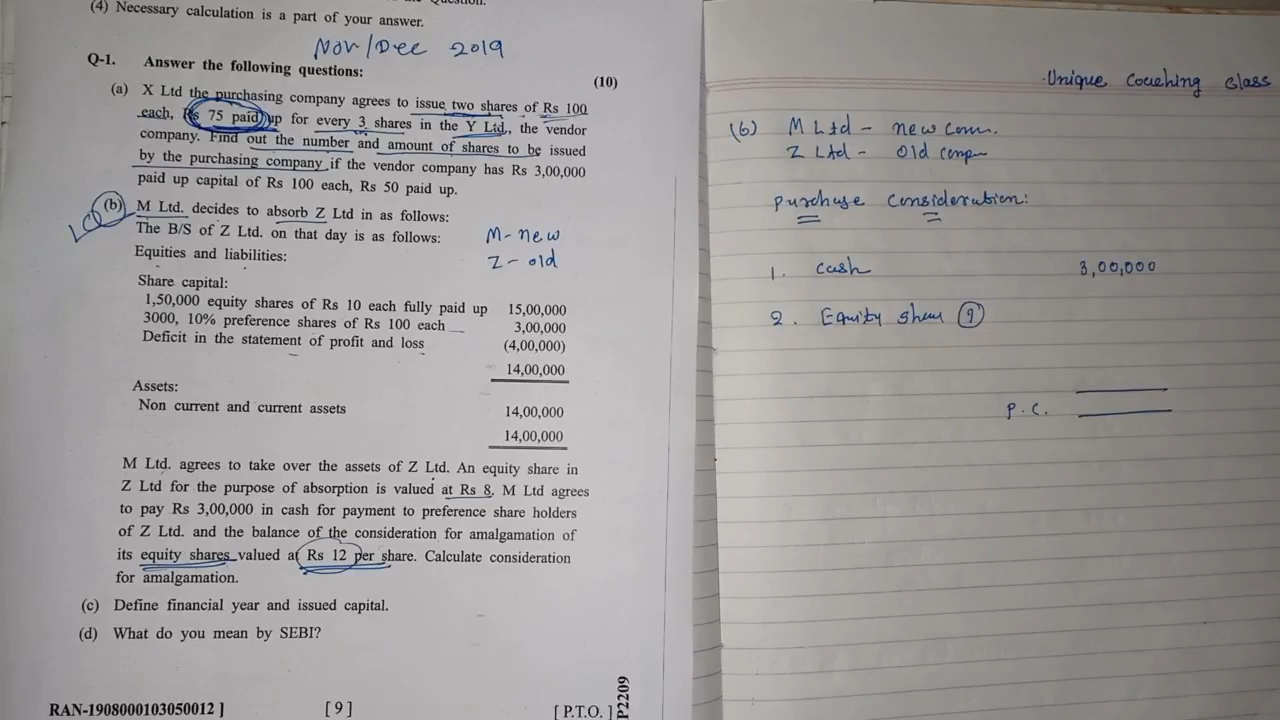 (4) Necessary calculation is a part of your answer.
Nov/Dec 2019
Q-1. Answer the following questions:
(10)
(a) X Ltd the purchasing company agrees to issue two shares of Rs 100
each, Rs 75 paid up for every 3 shares in the Y Ltd., the vendor
company. Find out the number and amount of shares to be issued
by the purchasing company if the vendor company has Rs 3,00,000
paid up capital of Rs 100 each, Rs 50 paid up.
(b) M Ltd. decides to absorb Z Ltd in as follows:
The B/S of Z Ltd. on that day is as follows:
M - new
Equities and liabilities:
Z - old
Share capital:
1,50,000 equity shares of Rs 10 each fully paid up 15,00,000
3000, 10% preference shares of Rs 100 each 3,00,000
Deficit in the statement of profit and loss (4,00,000)
14,00,000
Assets:
Non current and current assets 14,00,000
14,00,000
M Ltd. agrees to take over the assets of Z Ltd. An equity share in
Z Ltd for the purpose of absorption is valued at Rs 8. M Ltd agrees
to pay Rs 3,00,000 in cash for payment to preference share holders
of Z Ltd. and the balance of the consideration for amalgamation of
its equity shares valued at Rs 12 per share. Calculate consideration
for amalgamation.
(c) Define financial year and issued capital.
(d) What do you mean by SEBI?
RAN-1908000103050012 ] [ 9 ] [ P.T.O. ]
P2209
Unique Couching Class
(b) M Ltd - new com.
Z Ltd - old comp
purchase consideration:
1. cash 3,00,000
2. Equity
P.C.